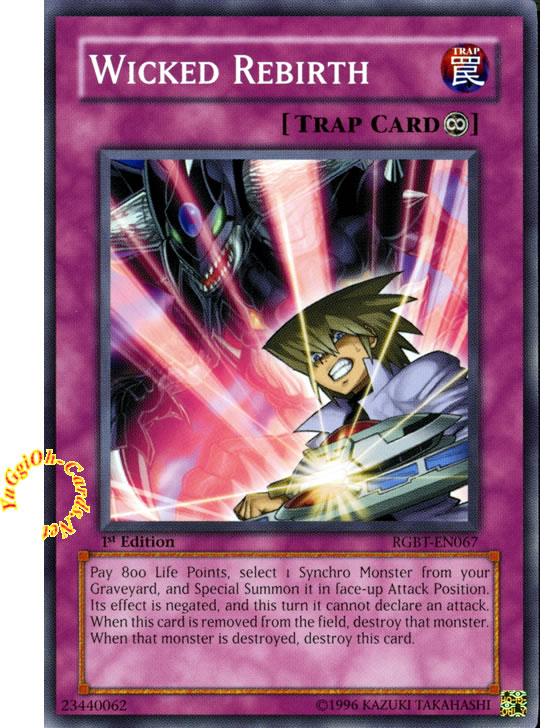 WICKED REBIRTH
TRAP
罠
[TRAP CARD ]
YuGgiOh-Cards.Net
1st Edition
RGBT-EN067
Pay 800 Life Points, select 1 Synchro Monster from your
Graveyard, and Special Summon it in face-up Attack Position.
Its effect is negated, and this turn it cannot declare an attack.
When this card is removed from the field, destroy that monster.
When that monster is destroyed, destroy this card.
23440062
©1996 KAZUKI TAKAHASHI